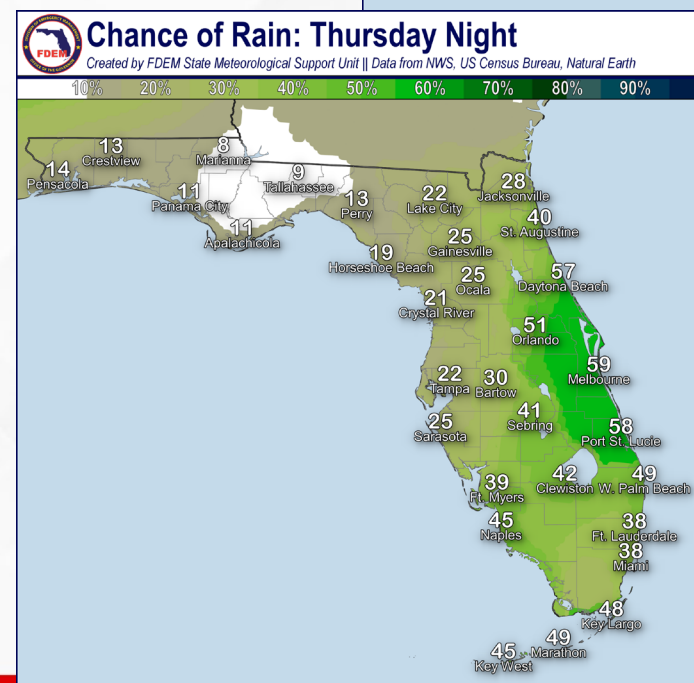 FDEM
Chance of Rain: Thursday Night
Created by FDEM State Meteorological Support Unit || Data from NWS, US Census Bureau, Natural Earth
10% 20% 30% 40% 50% 60% 70% 80% 90%
13
Crestview
8
Marianna
14
Pensacola
9
Tallahassee
11
Panama City
13
Perry
22
Lake City
28
Jacksonville
11
Apalachicola
40
St. Augustine
25
Gainesville
19
Horseshoe Beach
25
Ocala
57
Daytona Beach
21
Crystal River
51
Orlando
59
Melbourne
22
Tampa
30
Bartow
41
Sebring
25
Sarasota
58
Port St. Lucie
39
Ft. Myers
42
Clewiston
49
W. Palm Beach
45
Naples
38
Ft. Lauderdale
38
Miami
48
Key Largo
49
Marathon
45
Key West